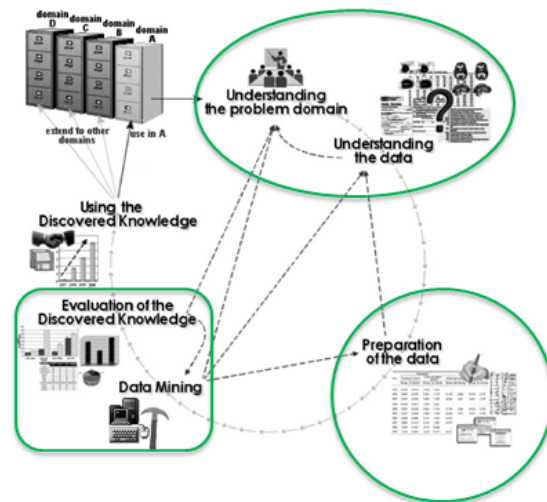 domain
D
domain
C
domain
B
domain
A
extend to other
domains
use in A
Understanding
the problem domain
Understanding
the data
Using the
Discovered Knowledge
Evaluation of the
Discovered Knowledge
Data Mining
Preparation
of the data